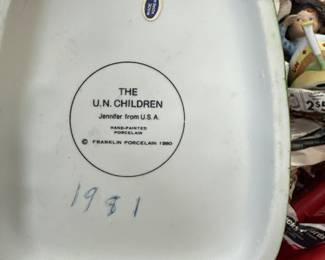 THE
U.N. CHILDREN
Jennifer from U.S.A.
HAND-PAINTED
PORCELAIN
© FRANKLIN PORCELAIN 1980
1981